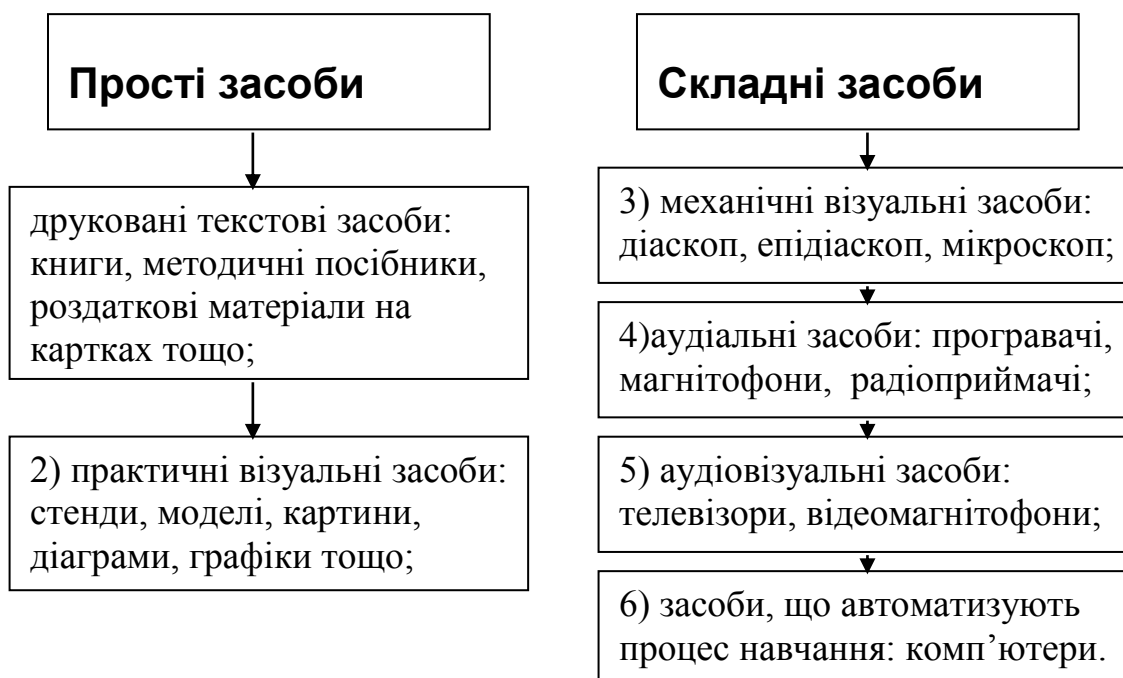 Прості засоби
друковані текстові засоби:
книги, методичні посібники,
роздаткові матеріали на
картках тощо;
2) практичні візуальні засоби:
стенди, моделі, картини,
діаграми, графіки тощо;
Складні засоби
3) механічні візуальні засоби:
діаскоп, епідіаскоп, мікроскоп;
4)аудіальні засоби: програвачі,
магнітофони, радіоприймачі;
5) аудіовізуальні засоби:
телевізори, відеомагнітофони;
6) засоби, що автоматизують
процес навчання: комп’ютери.